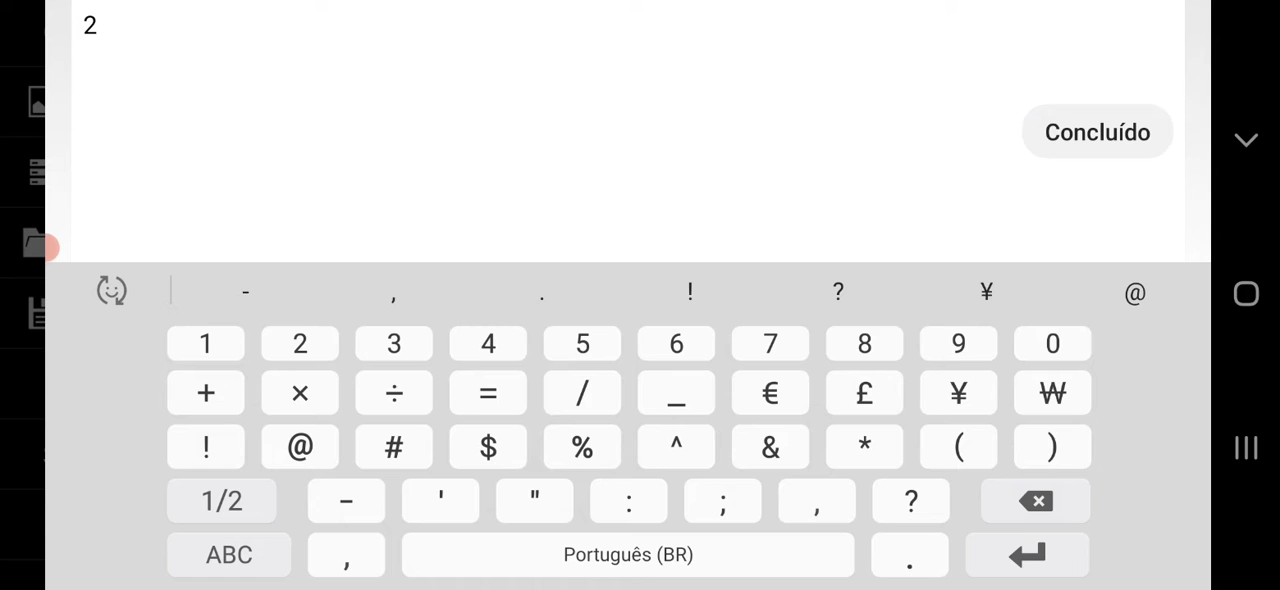 2
Concluído
- , . ! ? ¥ @
1 2 3 4 5 6 7 8 9 0
+ × ÷ = / _ € £ ¥ ₩
! @ # $ % ^ & * ( )
1/2 - ' " : ; , ?
ABC , Português (BR) .